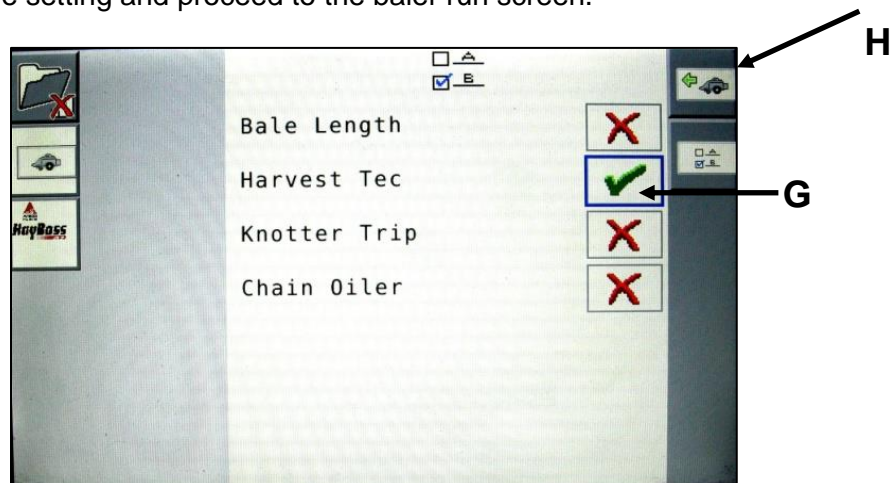 e setting and proceed to the baler run screen.
H
A
B
Bale Length
Harvest Tec
A
B
G
HayBoss
Knotter Trip
Chain Oiler